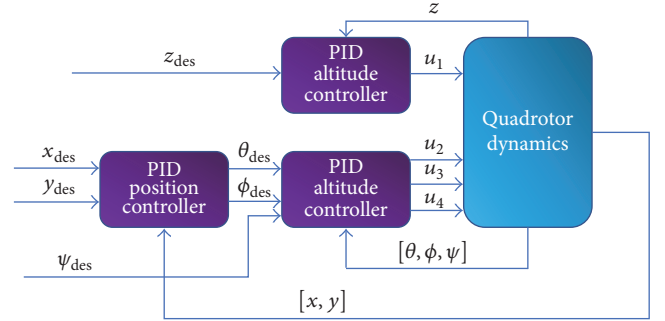 z
z_des
PID
altitude
controller
u_1
Quadrotor
dynamics
x_des
y_des
PID
position
controller
θ_des
ϕ_des
PID
altitude
controller
u_2
u_3
u_4
ψ_des
[θ, ϕ, ψ]
[x, y]